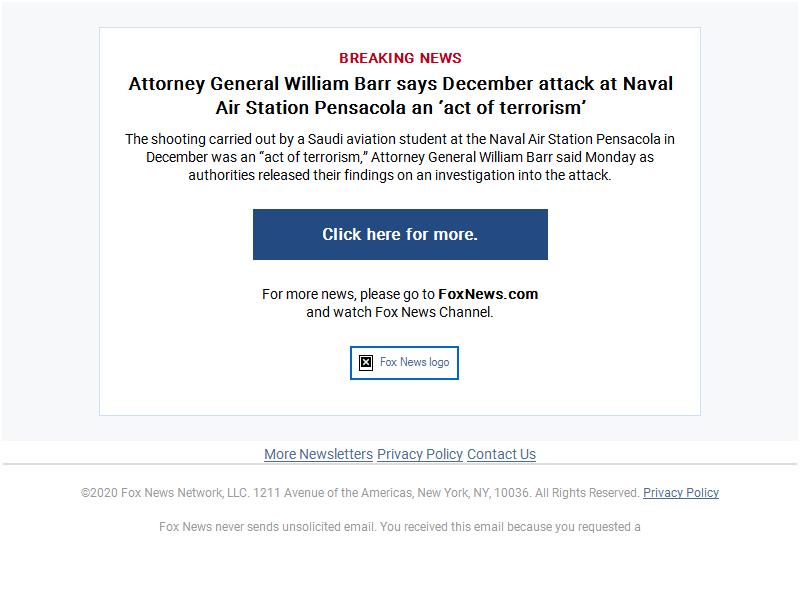 BREAKING NEWS
Attorney General William Barr says December attack at Naval
Air Station Pensacola an ′act of terrorism′
The shooting carried out by a Saudi aviation student at the Naval Air Station Pensacola in
December was an “act of terrorism,” Attorney General William Barr said Monday as
authorities released their findings on an investigation into the attack.
Click here for more.
For more news, please go to FoxNews.com
and watch Fox News Channel.
Fox News logo
More Newsletters Privacy Policy Contact Us
©2020 Fox News Network, LLC. 1211 Avenue of the Americas, New York, NY, 10036. All Rights Reserved. Privacy Policy
Fox News never sends unsolicited email. You received this email because you requested a